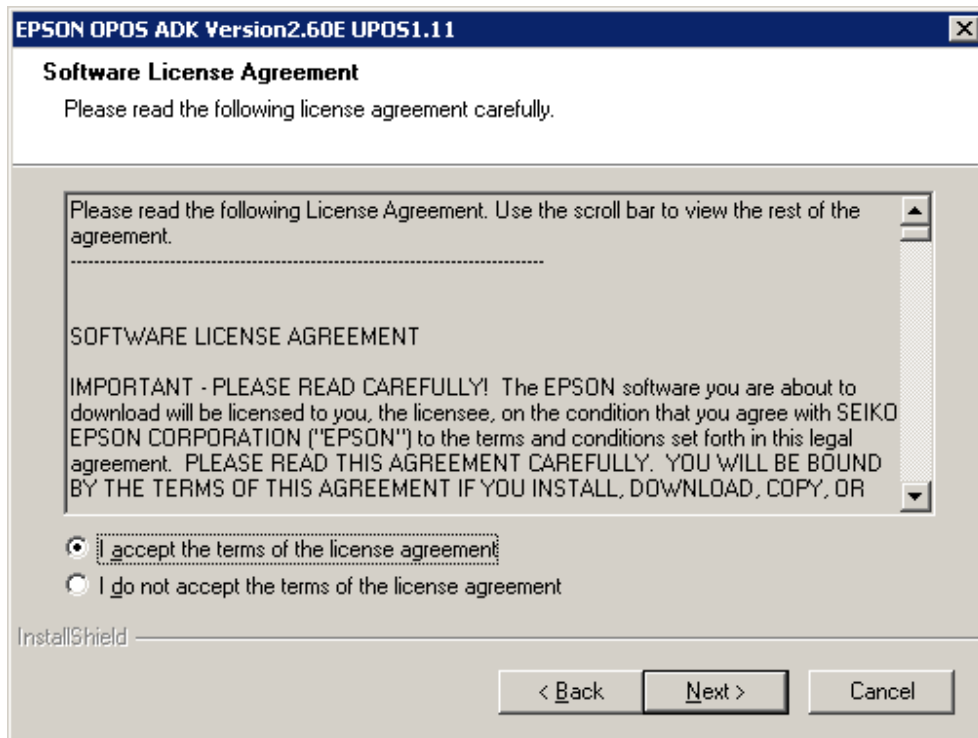 EPSON OPOS ADK Version2.60E UPOS1.11
Software License Agreement
Please read the following license agreement carefully.
Please read the following License Agreement. Use the scroll bar to view the rest of the
agreement.
--------------------------------------------------------------------------
SOFTWARE LICENSE AGREEMENT
IMPORTANT - PLEASE READ CAREFULLY!  The EPSON software you are about to
download will be licensed to you, the licensee, on the condition that you agree with SEIKO
EPSON CORPORATION ("EPSON") to the terms and conditions set forth in this legal
agreement.  PLEASE READ THIS AGREEMENT CAREFULLY.  YOU WILL BE BOUND
BY THE TERMS OF THIS AGREEMENT IF YOU INSTALL, DOWNLOAD, COPY, OR
I accept the terms of the license agreement
I do not accept the terms of the license agreement
InstallShield
< Back
Next >
Cancel